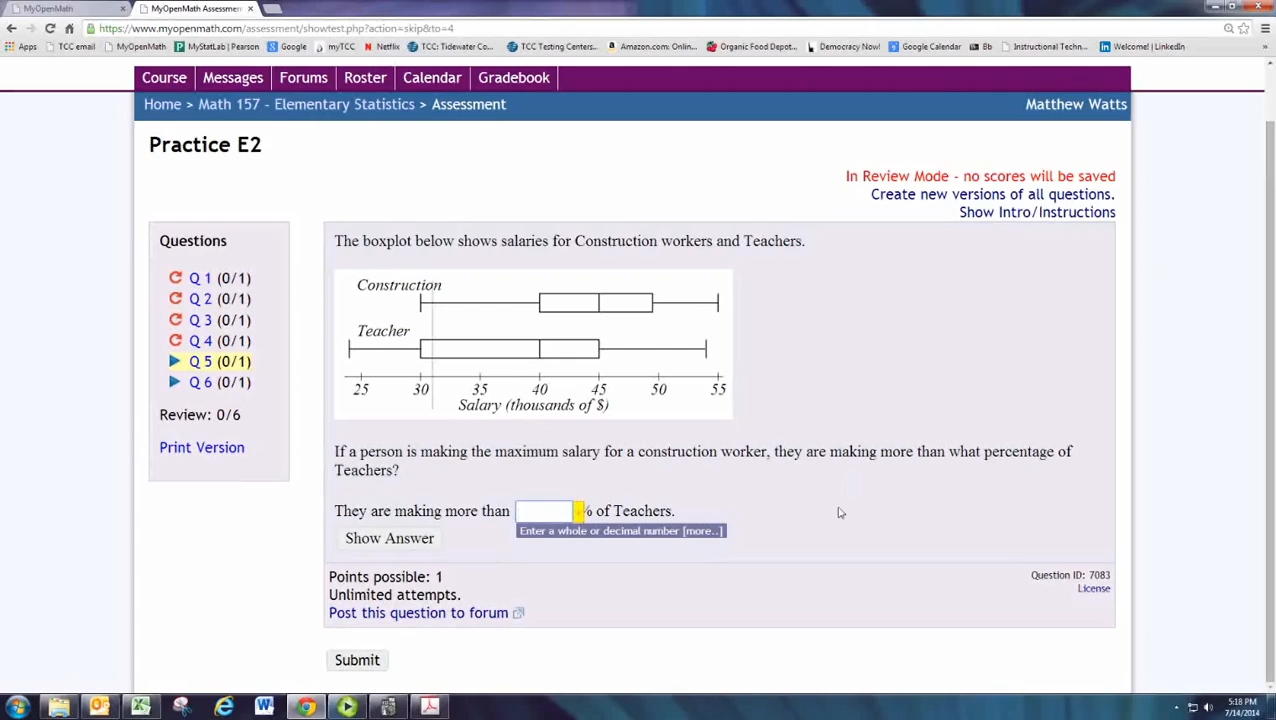 MyOpenMath
MyOpenMath Assessmen
https://www.myopenmath.com/assessment/showtest.php?action=skip&to=4
Apps TCC email MyOpenMath MyStatLab | Pearson Google myTCC Netflix TCC: Tidewater Co... TCC Testing Centers... Amazon.com: Onlin... Organic Food Depot... Democracy Now! Google Calendar Bb Instructional Techn... Welcome! | LinkedIn
Course Messages Forums Roster Calendar Gradebook
Home > Math 157 - Elementary Statistics > Assessment Matthew Watts
Practice E2
In Review Mode - no scores will be saved
Create new versions of all questions.
Show Intro/Instructions
Questions
Q 1 (0/1)
Q 2 (0/1)
Q 3 (0/1)
Q 4 (0/1)
Q 5 (0/1)
Q 6 (0/1)
Review: 0/6
Print Version
The boxplot below shows salaries for Construction workers and Teachers.
Construction
Teacher
25 30 35 40 45 50 55
Salary (thousands of $)
If a person is making the maximum salary for a construction worker, they are making more than what percentage of
Teachers?
They are making more than % of Teachers.
Enter a whole or decimal number [more..]
Show Answer
Points possible: 1
Unlimited attempts.
Post this question to forum
Question ID: 7083
License
Submit
5:18 PM
7/14/2014